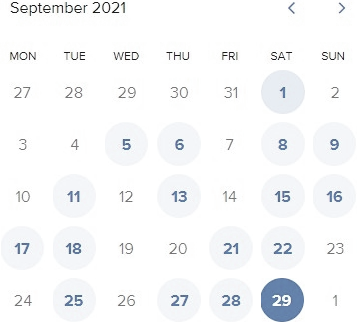 September 2021
MON TUE WED THU FRI SAT SUN
27 28 29 30 31 1 2
3 4 5 6 7 8 9
10 11 12 13 14 15 16
17 18 19 20 21 22 23
24 25 26 27 28 29 1